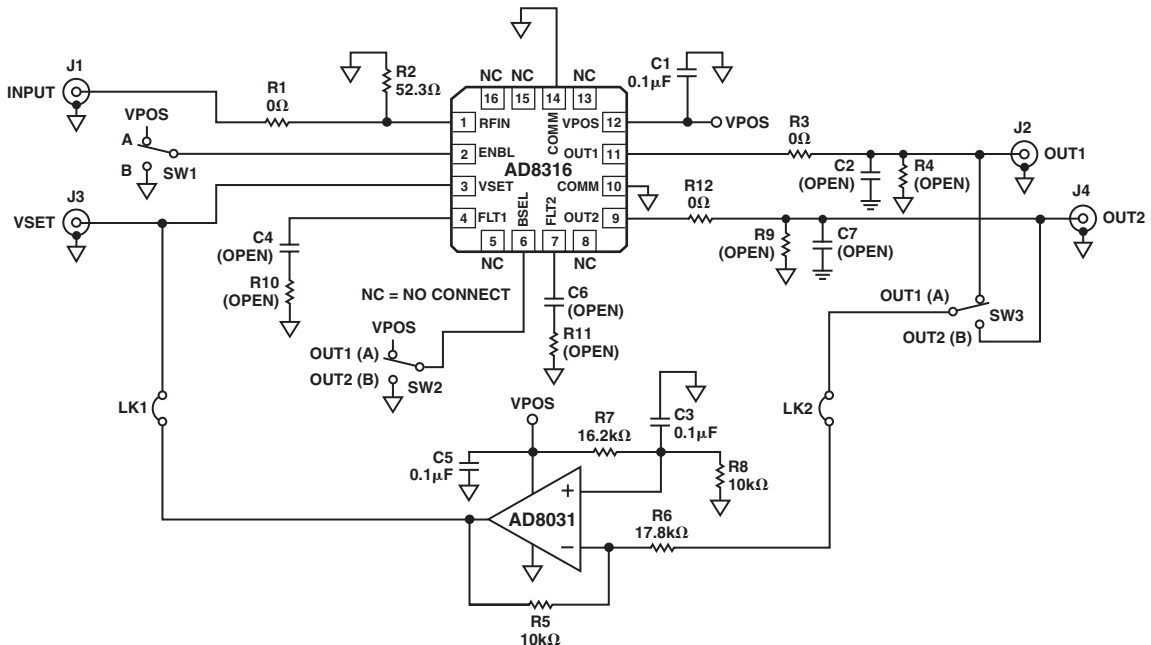 J1
INPUT
R1
0Ω
R2
52.3Ω
NC NC
NC
C1
0.1μF
VPOS
16 15 14 13
COMM
1 RFIN
VPOS 12
VPOS
A
B
SW1
2 ENBL
OUT1 11
AD8316
R3
0Ω
J2
OUT1
C2
(OPEN)
R4
(OPEN)
J3
VSET
3 VSET
COMM 10
R12
0Ω
J4
OUT2
4 FLT1
BSEL
FLT2
OUT2 9
5 6 7 8
NC
NC
C4
(OPEN)
R10
(OPEN)
R9
(OPEN)
C7
(OPEN)
NC = NO CONNECT
C6
(OPEN)
R11
(OPEN)
VPOS
OUT1 (A)
OUT2 (B)
SW2
OUT1 (A)
SW3
OUT2 (B)
LK1
LK2
VPOS
R7
16.2kΩ
C3
0.1μF
C5
0.1μF
R8
10kΩ
+
AD8031
–
R6
17.8kΩ
R5
10kΩ